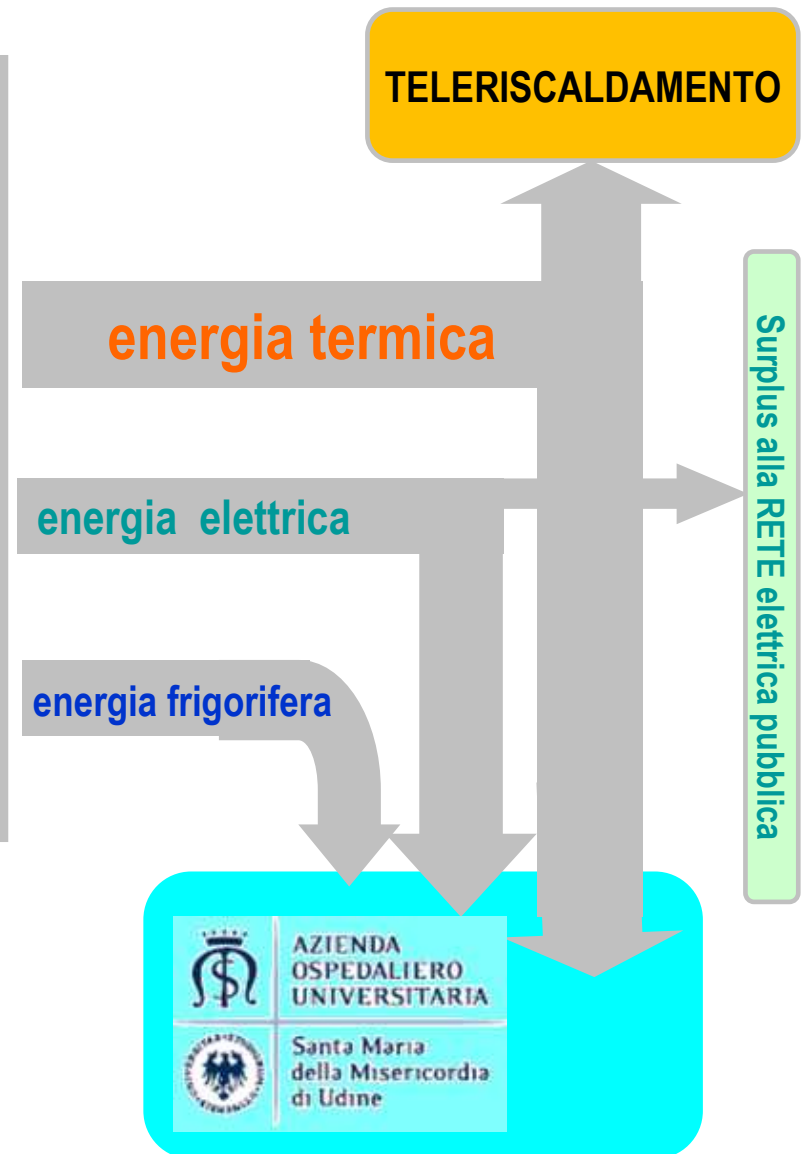 TELERISCALDAMENTO
energia termica
Surplus alla RETE elettrica pubblica
energia elettrica
energia frigorifera
AZIENDA
OSPEDALIERO
UNIVERSITARIA
Santa Maria
della Misericordia
di Udine